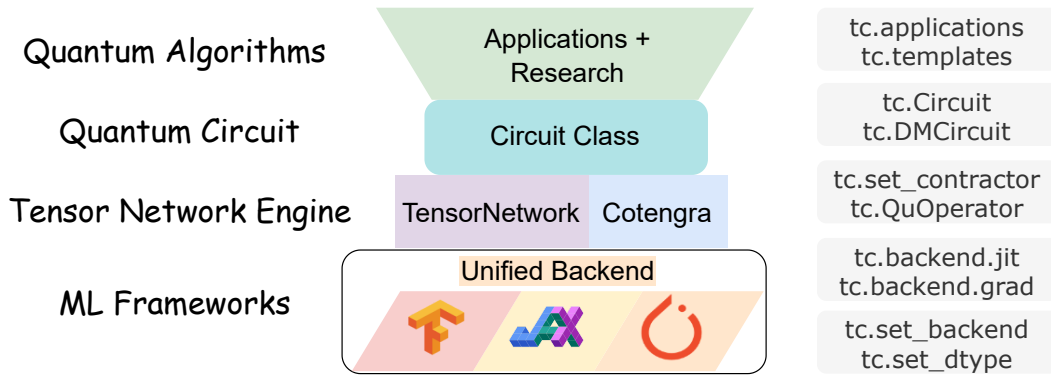 Quantum Algorithms
Applications +
Research
tc.applications
tc.templates
Quantum Circuit
Circuit Class
tc.Circuit
tc.DMCircuit
Tensor Network Engine
TensorNetwork
Cotengra
tc.set_contractor
tc.QuOperator
ML Frameworks
Unified Backend
JAX
tc.backend.jit
tc.backend.grad
tc.set_backend
tc.set_dtype